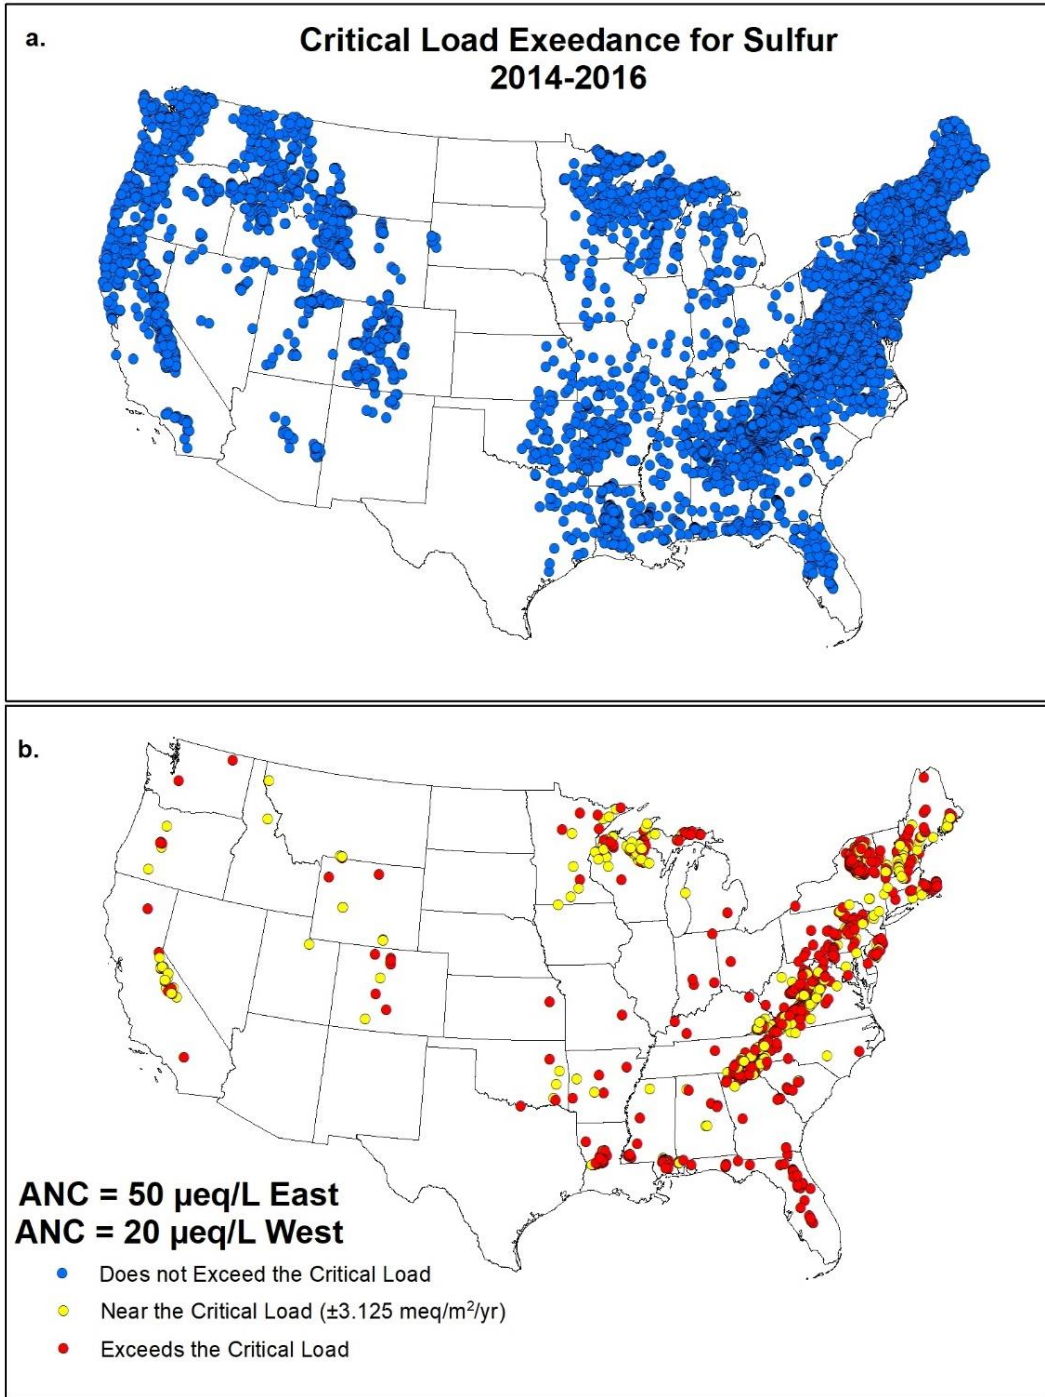 a.
Critical Load Exeedance for Sulfur
2014-2016
b.
ANC = 50 µeq/L East
ANC = 20 µeq/L West
Does not Exceed the Critical Load
Near the Critical Load (±3.125 meq/m²/yr)
Exceeds the Critical Load